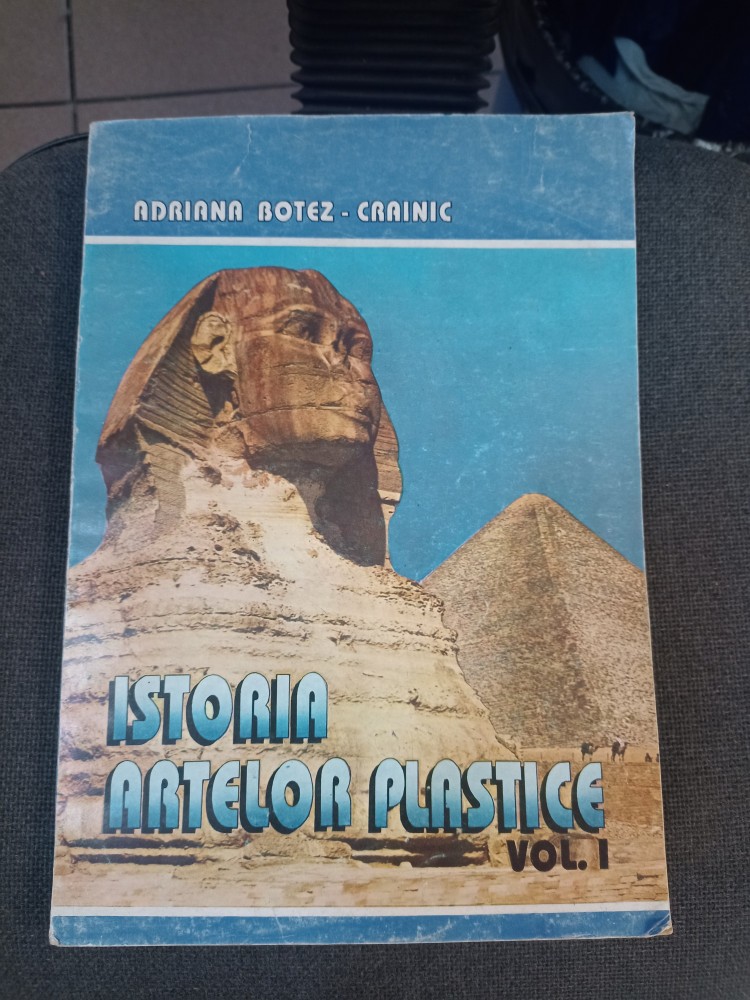 ADRIANA BOTEZ - CRAINIC
ISTORIA
ARTELOR PLASTICE
VOL. I